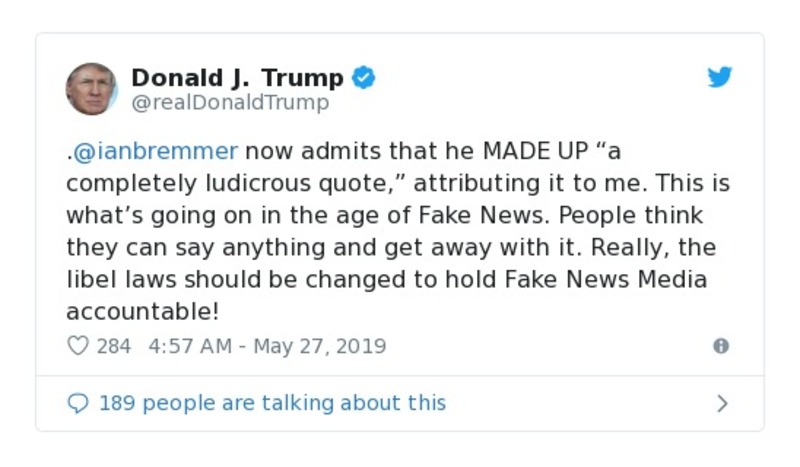 Donald J. Trump
@realDonaldTrump
.@ianbremmer now admits that he MADE UP “a
completely ludicrous quote,” attributing it to me. This is
what’s going on in the age of Fake News. People think
they can say anything and get away with it. Really, the
libel laws should be changed to hold Fake News Media
accountable!
284 4:57 AM - May 27, 2019
189 people are talking about this